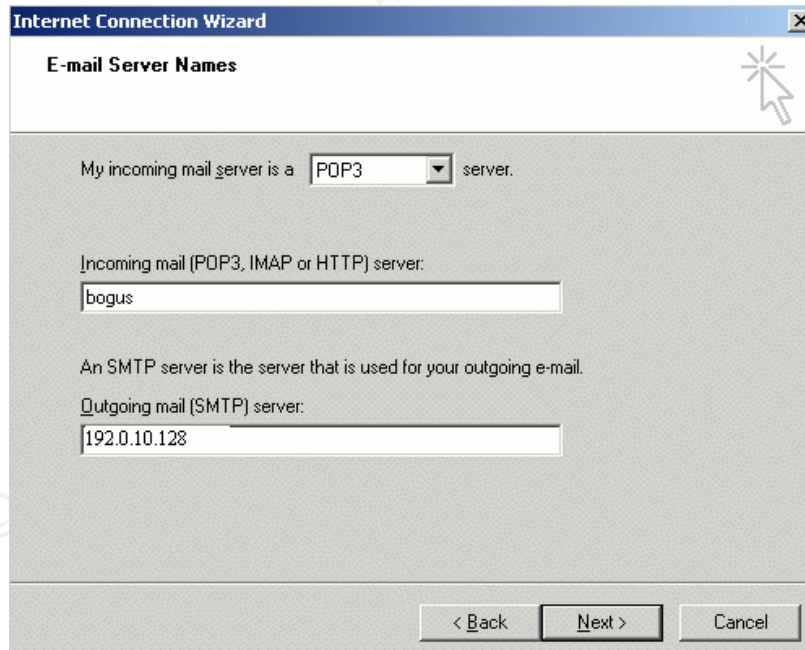 Internet Connection Wizard
E-mail Server Names
My incoming mail server is a POP3 server.
Incoming mail (POP3, IMAP or HTTP) server:
bogus
An SMTP server is the server that is used for your outgoing e-mail.
Outgoing mail (SMTP) server:
192.0.10.128
< Back Next > Cancel